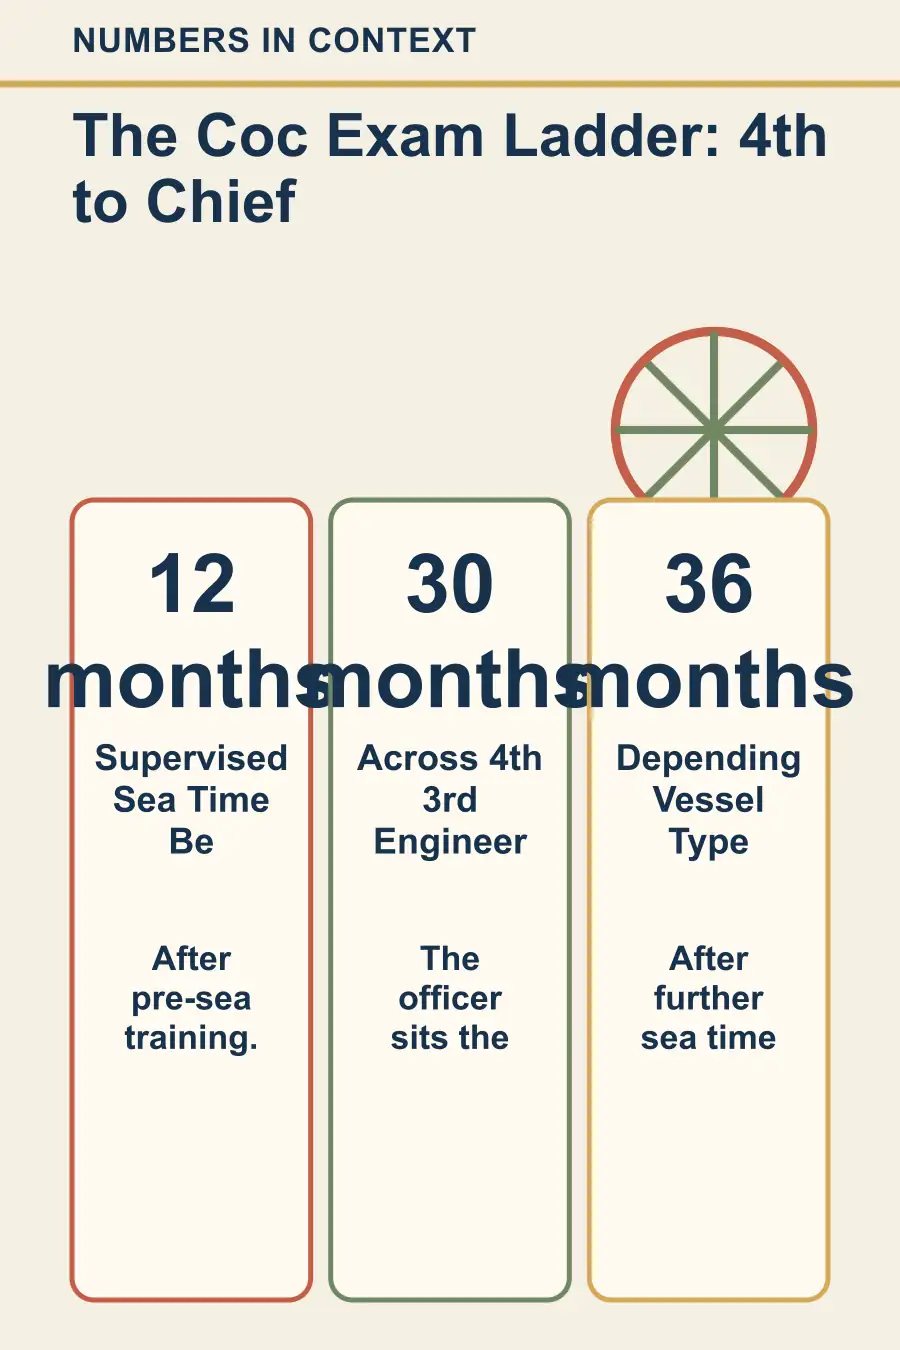 NUMBERS IN CONTEXT
The Coc Exam Ladder: 4th
to Chief
12
months
Supervised
Sea Time
Be
After
pre-sea
training.
30
months
Across 4th
3rd
Engineer
The
officer
sits the
36
months
Depending
Vessel
Type
After
further
sea time